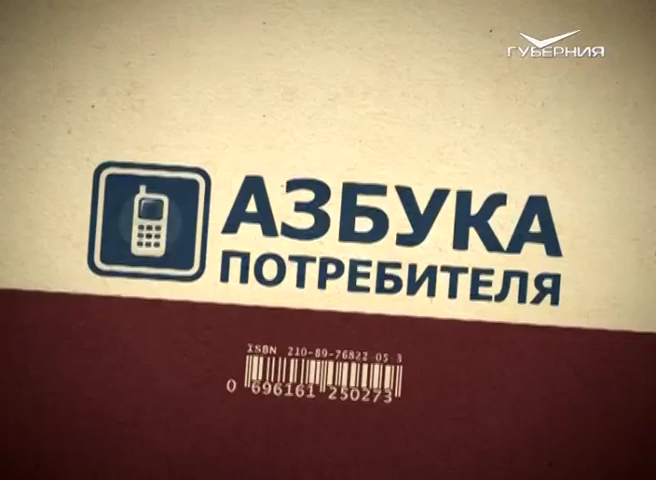 ГУБЕРНИЯ
АЗБУКА
ПОТРЕБИТЕЛЯ
ISBN 210-89-76822 05 3
0 696161 250273